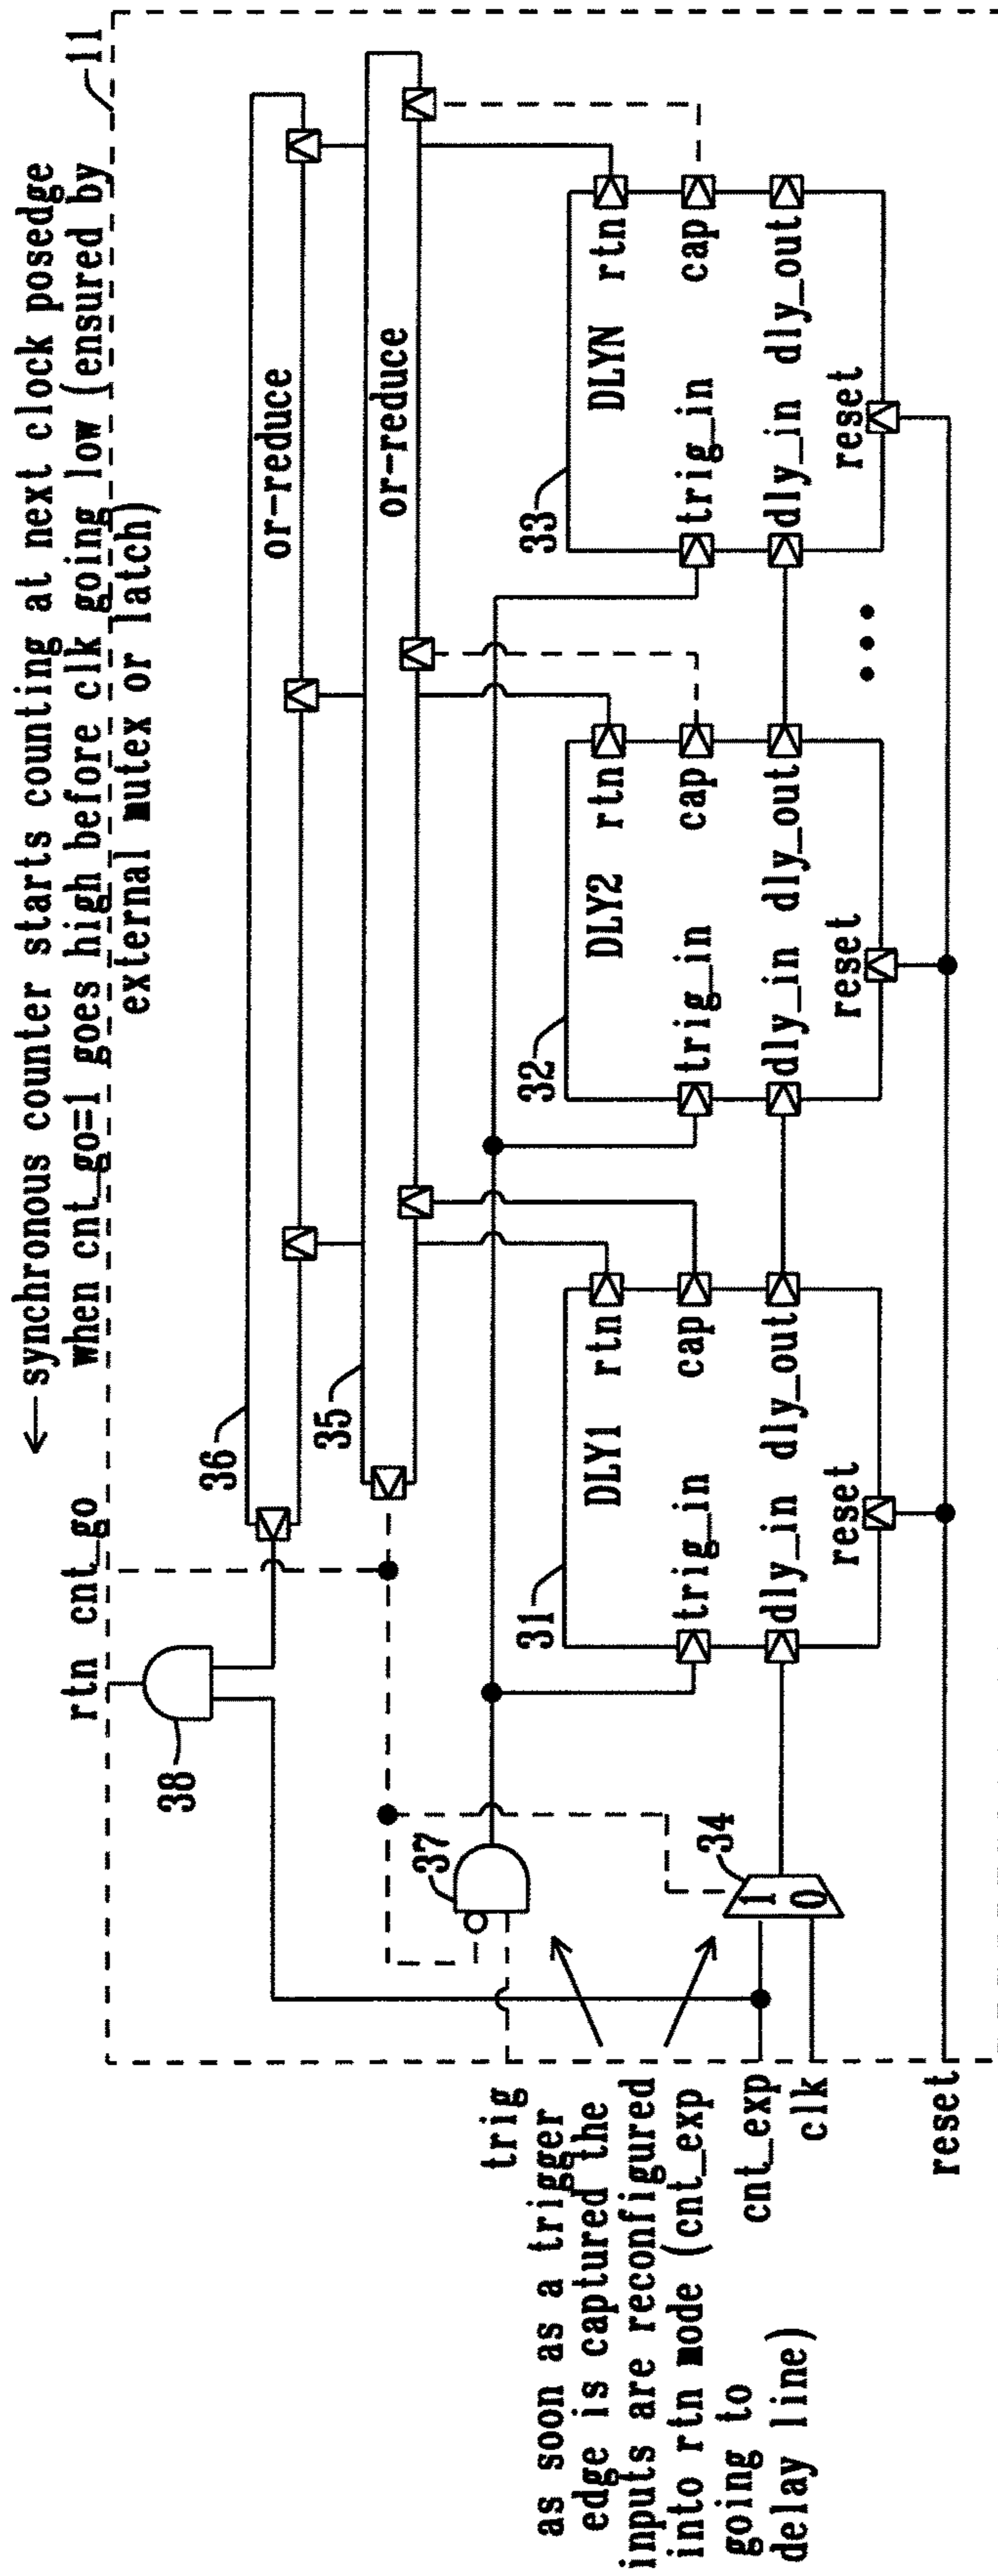 ← synchronous counter starts counting at next clock posedge
when cnt_go=1 goes high before clk going low (ensured by
external mutex or latch)
rtn cnt_go
11
38
36
or-reduce
35
or-reduce
37
trig
as soon as a trigger
edge is captured the
inputs are reconfigured
into rtn mode (cnt_exp
going to
delay line)
cnt_exp
clk
reset
34
1
0
31
DLY1 rtn
trig_in cap
dly_in dly_out
reset
32
DLY2 rtn
trig_in cap
dly_in dly_out
reset
•••
33
DLYN rtn
trig_in cap
dly_in dly_out
reset